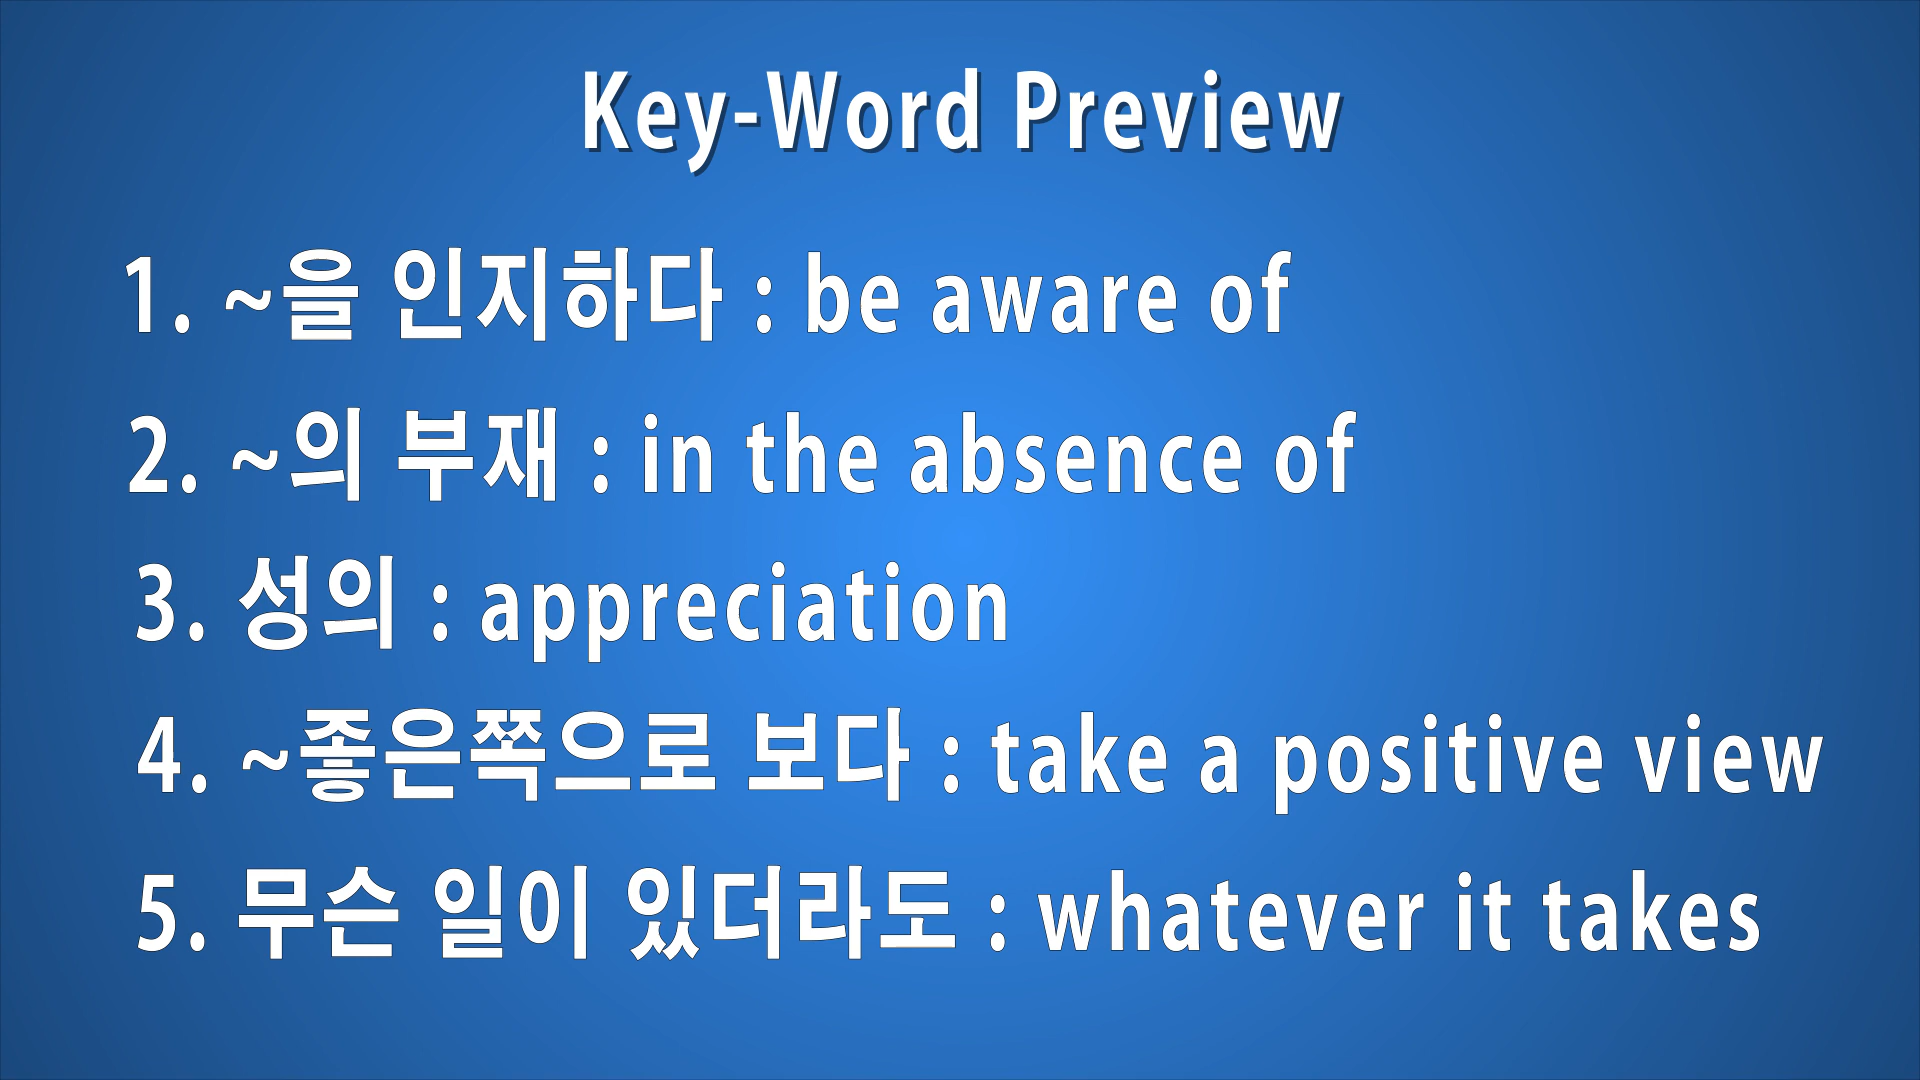 Key-Word Preview
1. ~을 인지하다 : be aware of
2. ~의 부재 : in the absence of
3. 성의 : appreciation
4. ~좋은쪽으로 보다 : take a positive view
5. 무슨 일이 있더라도 : whatever it takes